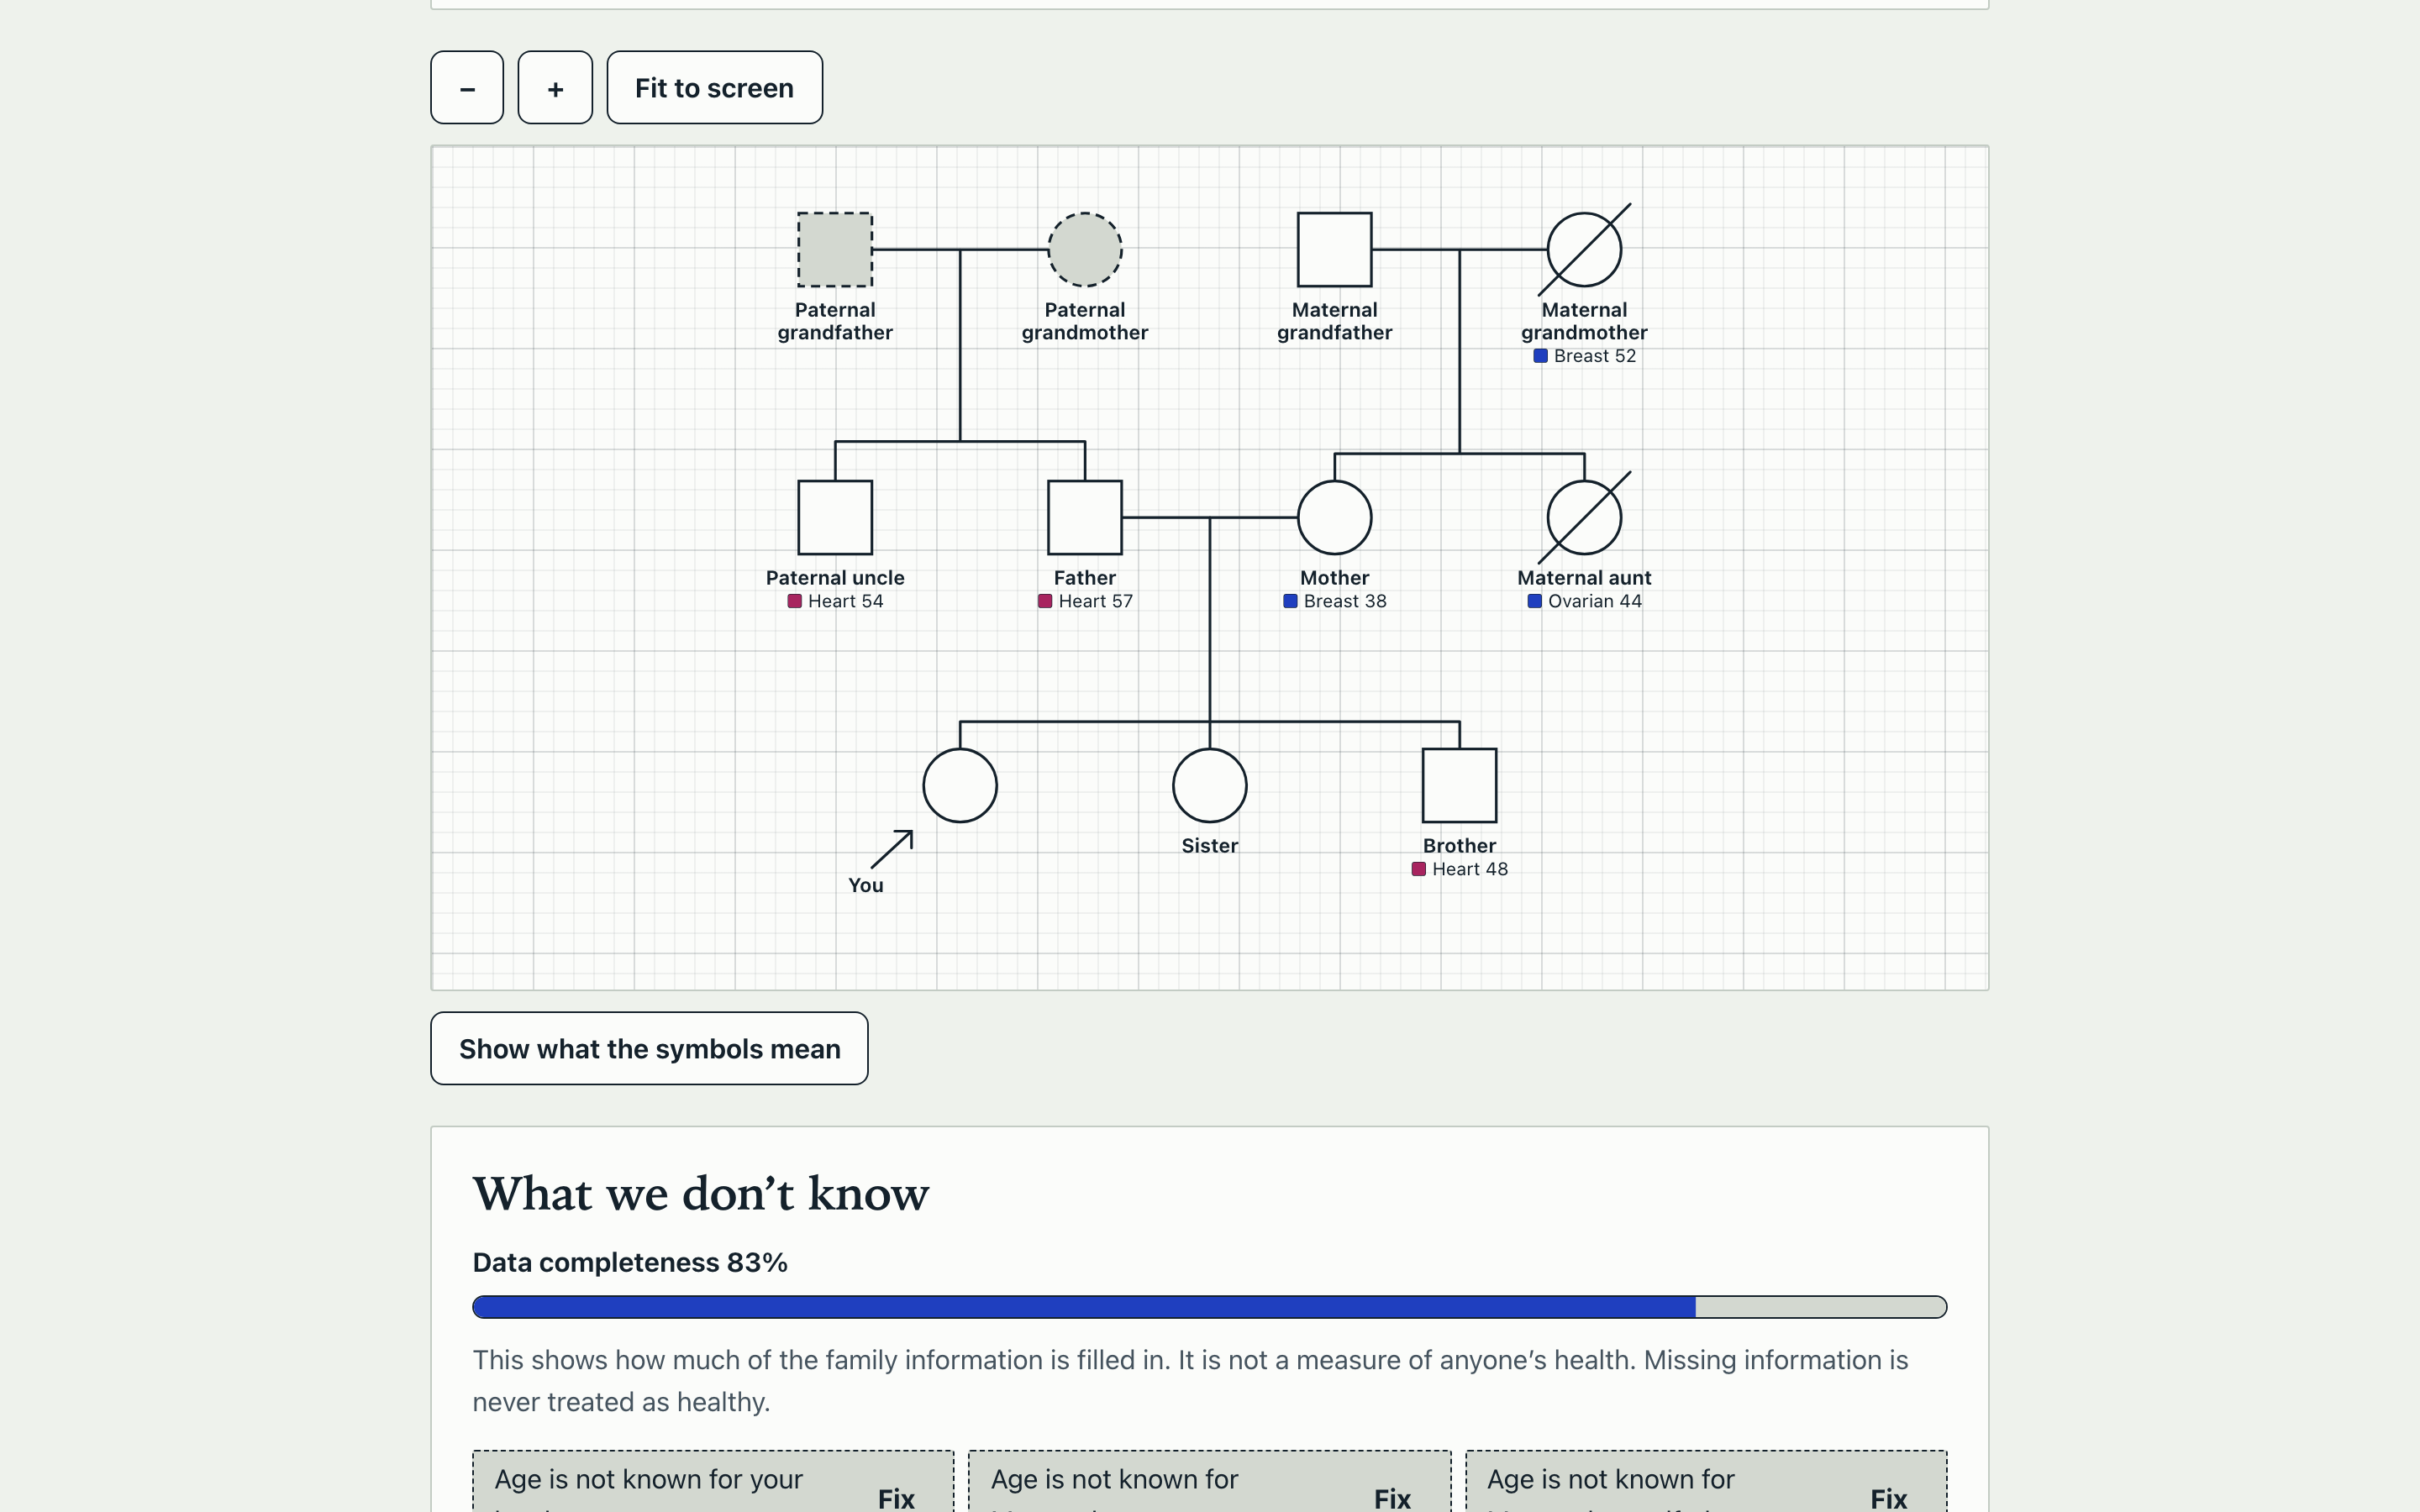 −
+
Fit to screen
Paternal
grandfather
Paternal
grandmother
Maternal
grandfather
Maternal
grandmother
Breast 52
Paternal uncle
Heart 54
Father
Heart 57
Mother
Breast 38
Maternal aunt
Ovarian 44
You
Sister
Brother
Heart 48
Show what the symbols mean
What we don’t know
Data completeness 83%
This shows how much of the family information is filled in. It is not a measure of anyone’s health. Missing information is
never treated as healthy.
Age is not known for your
Fix
Age is not known for
Fix
Age is not known for
Fix